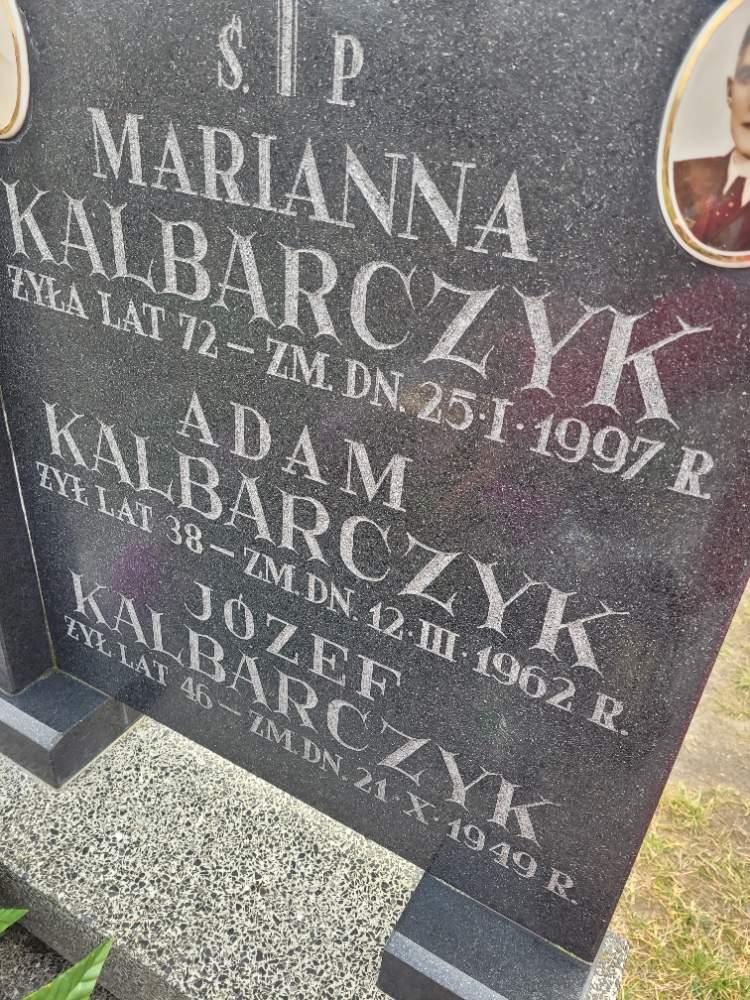 Ś. P.
MARIANNA
KALBARCZYK
ŻYŁA LAT 72 – ZM. DN. 25·I·1997 R.
ADAM
KALBARCZYK
ŻYŁ LAT 38 – ZM. DN. 12·III·1962 R.
JÓZEF
KALBARCZYK
ŻYŁ LAT 46 – ZM. DN. 21·X·1949 R.